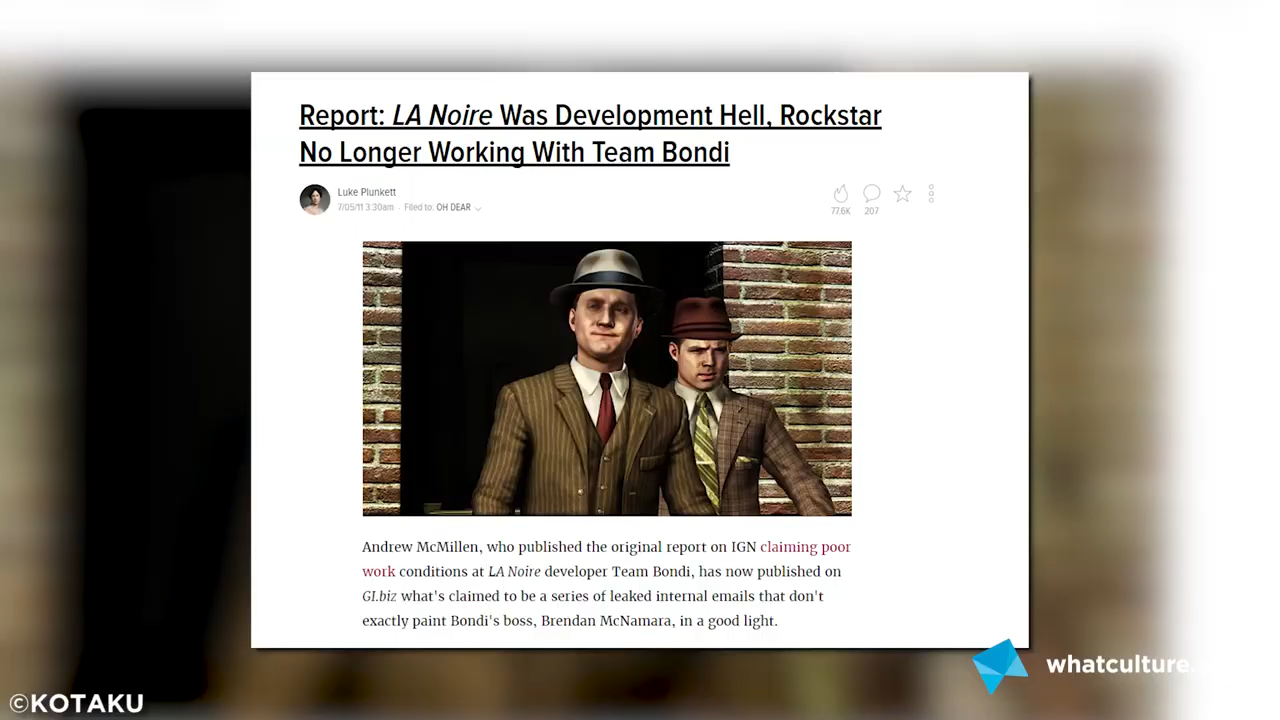 Report: LA Noire Was Development Hell, Rockstar
No Longer Working With Team Bondi
Luke Plunkett
7/05/11 3:30am · Filed to: OH DEAR
77.6K
207
Andrew McMillen, who published the original report on IGN claiming poor
work conditions at LA Noire developer Team Bondi, has now published on
GI.biz what's claimed to be a series of leaked internal emails that don't
exactly paint Bondi's boss, Brendan McNamara, in a good light.
whatculture.
©KOTAKU